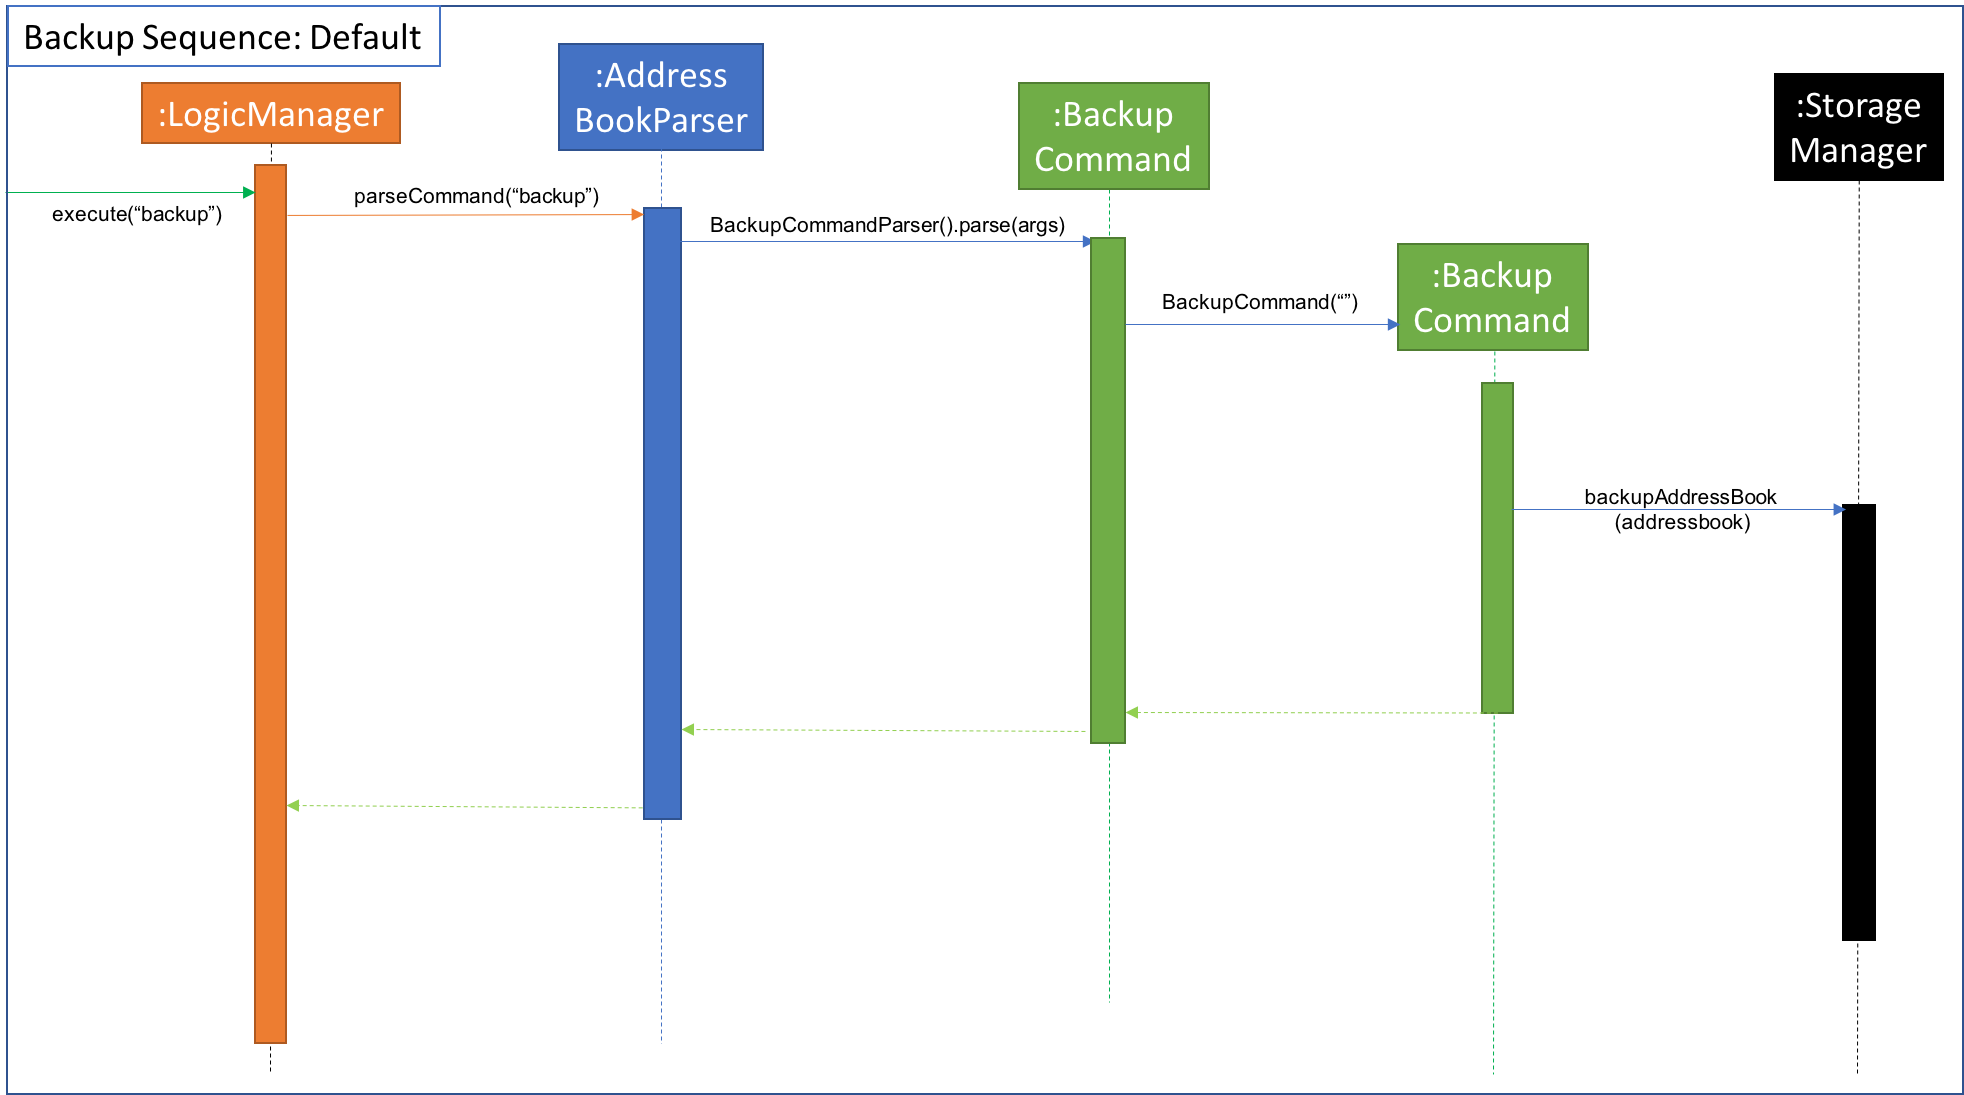 Backup Sequence: Default
:LogicManager
:Address
BookParser
:Backup
Command
:Storage
Manager
execute(“backup”)
parseCommand(“backup”)
BackupCommandParser().parse(args)
:Backup
Command
BackupCommand(“”)
backupAddressBook
(addressbook)